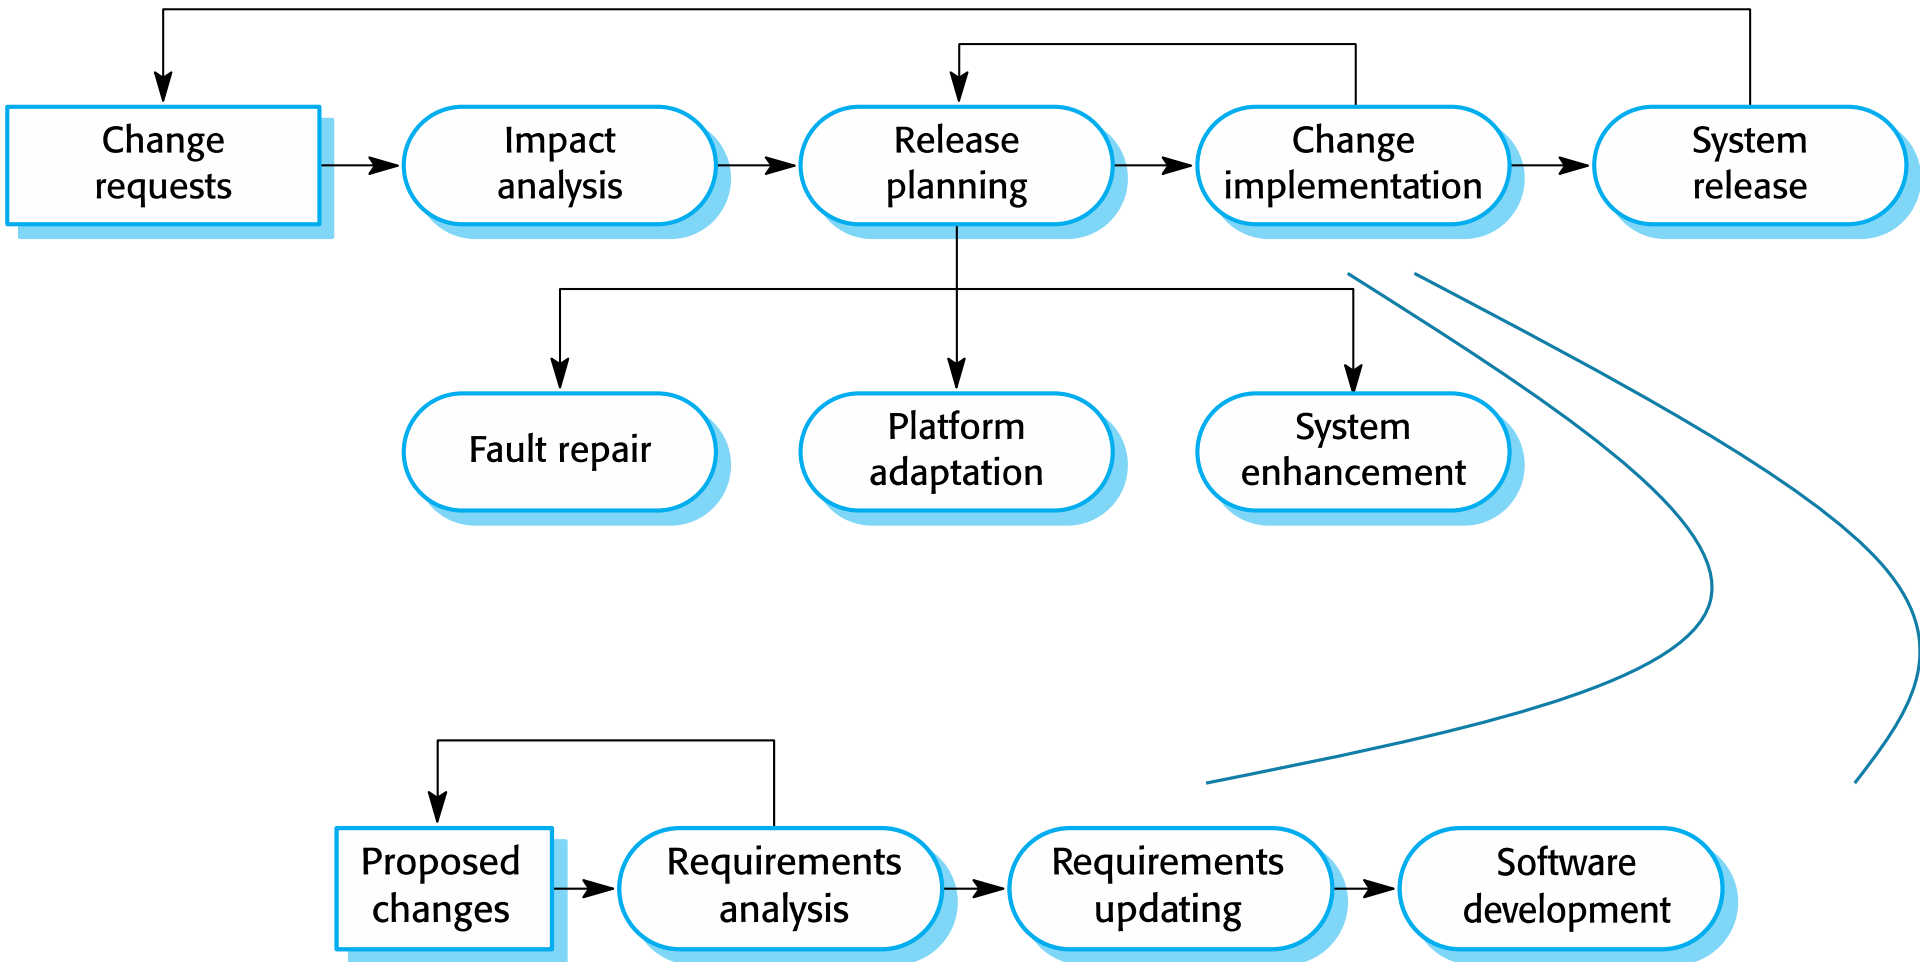 Change
requests
Impact
analysis
Release
planning
Change
implementation
System
release
Fault repair
Platform
adaptation
System
enhancement
Proposed
changes
Requirements
analysis
Requirements
updating
Software
development